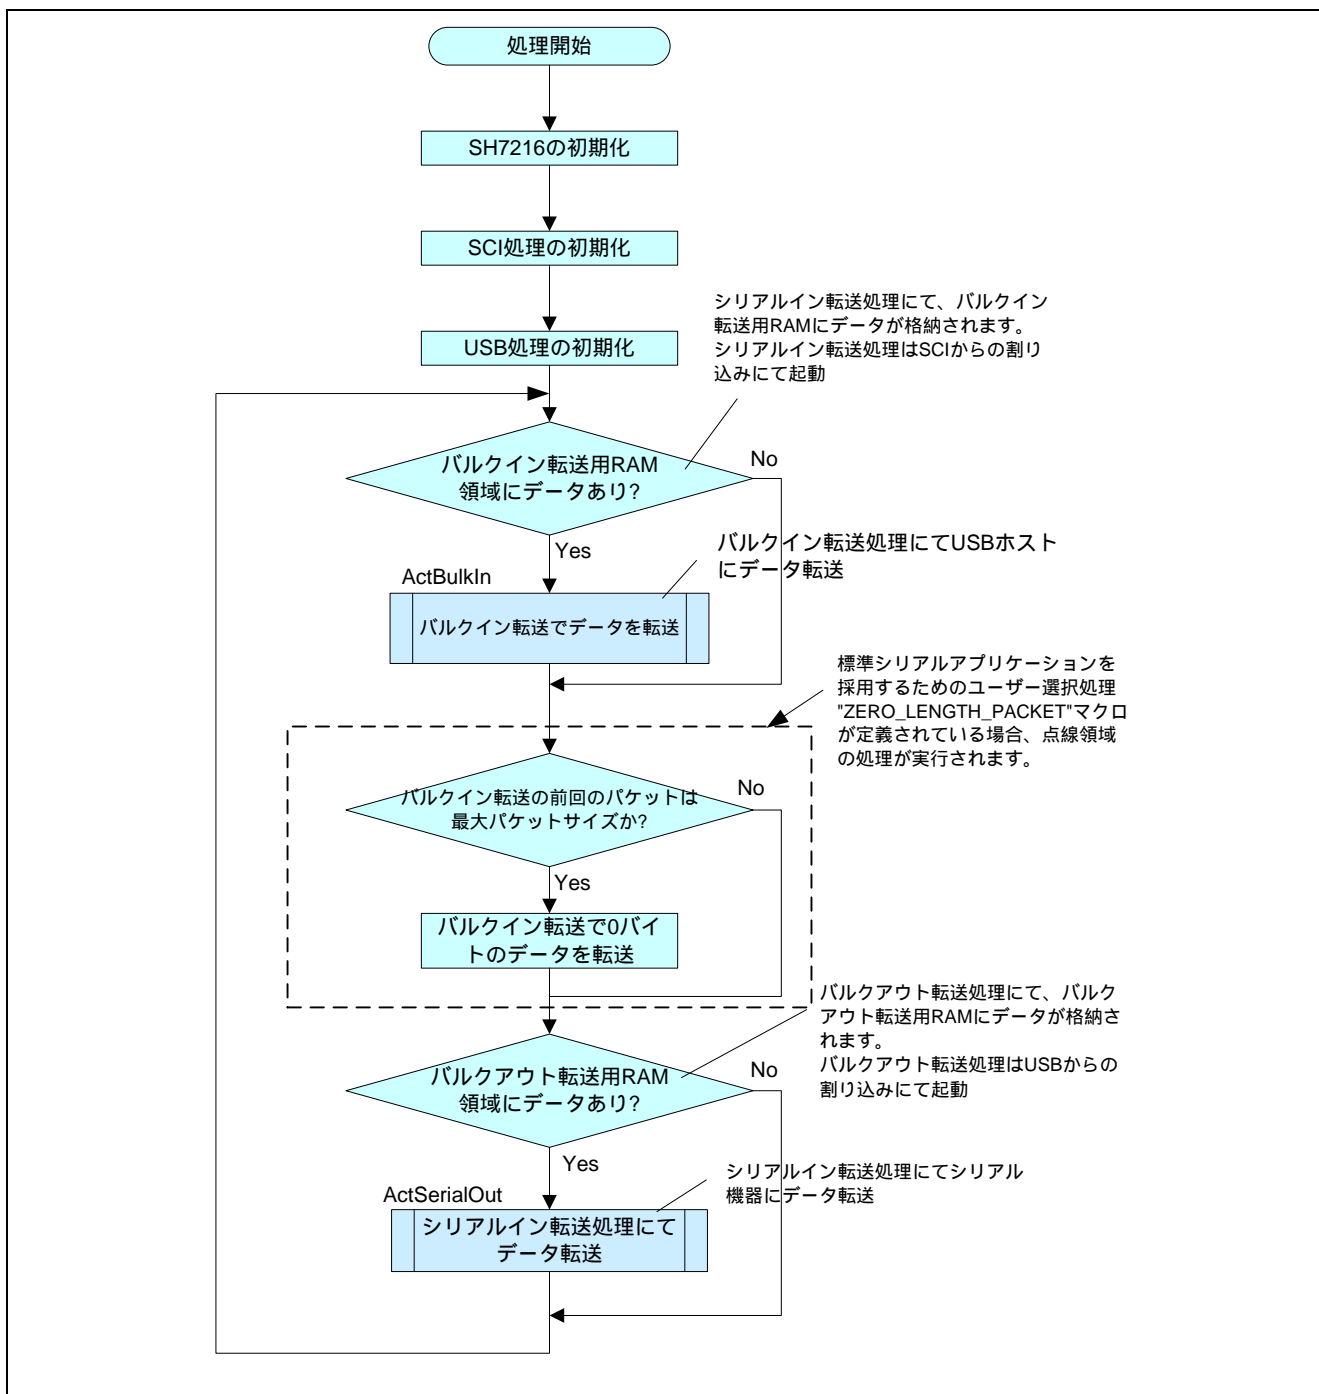 処理開始
SH7216の初期化
SCI処理の初期化
USB処理の初期化
シリアルイン転送処理にて、バルクイン
転送用RAMにデータが格納されます。
シリアルイン転送処理はSCIからの割り
込みにて起動
バルクイン転送用RAM
領域にデータあり?
No
Yes
バルクイン転送処理にてUSBホスト
にデータ転送
ActBulkIn
バルクイン転送でデータを転送
標準シリアルアプリケーションを
採用するためのユーザー選択処理
"ZERO_LENGTH_PACKET"マクロ
が定義されている場合、点線領域
の処理が実行されます。
バルクイン転送の前回のパケットは
最大パケットサイズか?
No
Yes
バルクイン転送で0バイ
トのデータを転送
バルクアウト転送処理にて、バルク
アウト転送用RAMにデータが格納さ
れます。
バルクアウト転送処理はUSBからの
割り込みにて起動
バルクアウト転送用RAM
領域にデータあり?
No
Yes
シリアルイン転送処理にてシリアル
機器にデータ転送
ActSerialOut
シリアルイン転送処理にて
データ転送